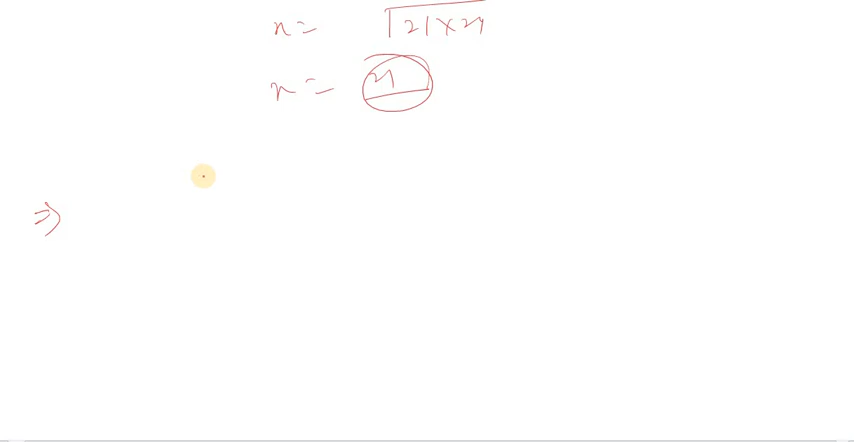 x = √21×21
x = 21
⇒